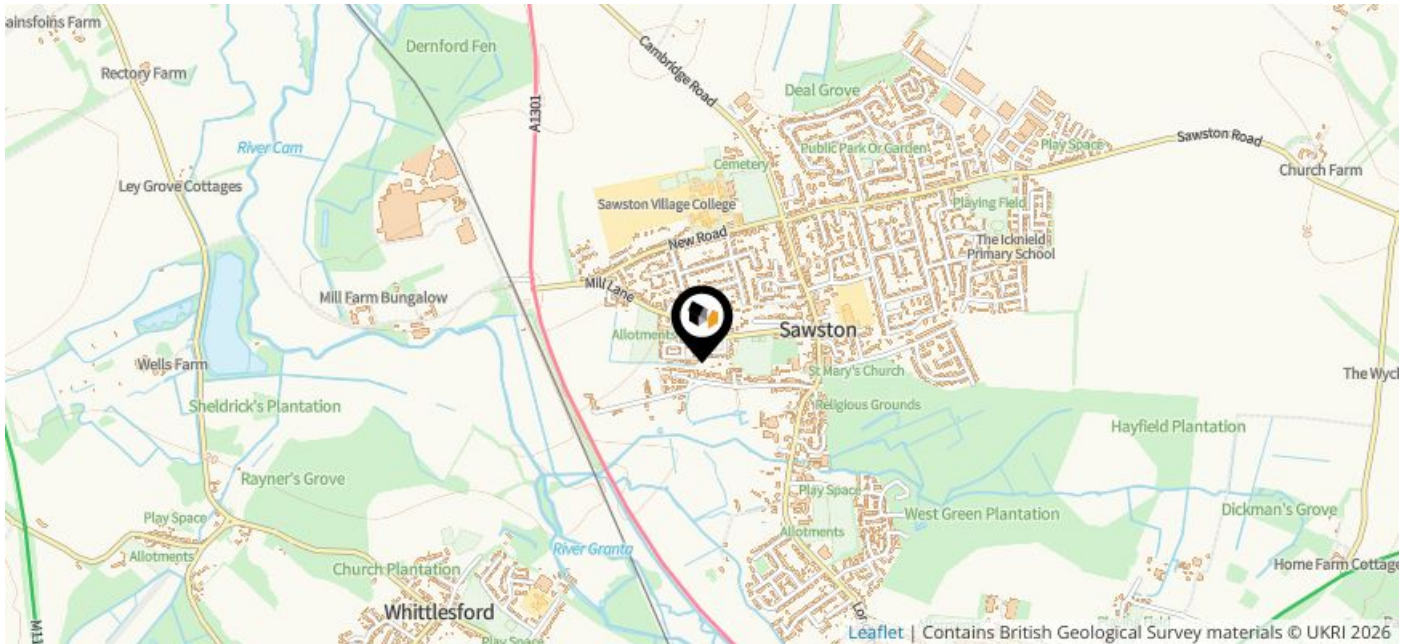 ainsfoins Farm
Dernford Fen
Rectory Farm
Cambridge Road
Deal Grove
A1301
River Cam
Public Park Or Garden
Play Space
Sawston Road
Cemetery
Church Farm
Ley Grove Cottages
Sawston Village College
Playing Field
30
New Road
The Icknield
Primary School
Mill Lane
Mill Farm Bungalow
Allotments
Sawston
Wells Farm
St Mary's Church
The Wych
Sheldrick's Plantation
Religious Grounds
Hayfield Plantation
20
Rayner's Grove
Play Space
Play Space
West Green Plantation
Dickman's Grove
Allotments
Allotments
River Granta
Church Plantation
Home Farm Cottage
Whittlesford
M11
Play Space
Lon
Leaflet | Contains British Geological Survey materials © UKRI 2026